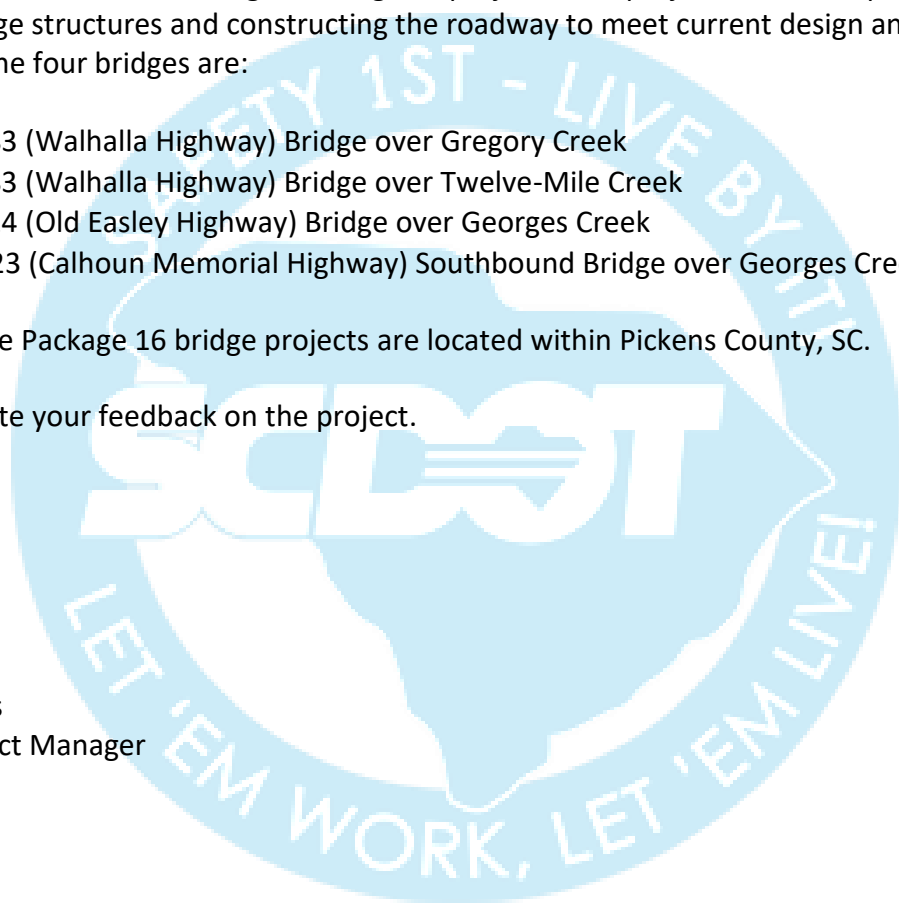 ge structures and constructing the roadway to meet current design an
ne four bridges are:
3 (Walhalla Highway) Bridge over Gregory Creek
3 (Walhalla Highway) Bridge over Twelve-Mile Creek
4 (Old Easley Highway) Bridge over Georges Creek
23 (Calhoun Memorial Highway) Southbound Bridge over Georges Cre
e Package 16 bridge projects are located within Pickens County, SC.
te your feedback on the project.
s
ct Manager
SAFETY 1ST - LIVE BY IT!
SCDOT
LET 'EM WORK, LET 'EM LIVE!